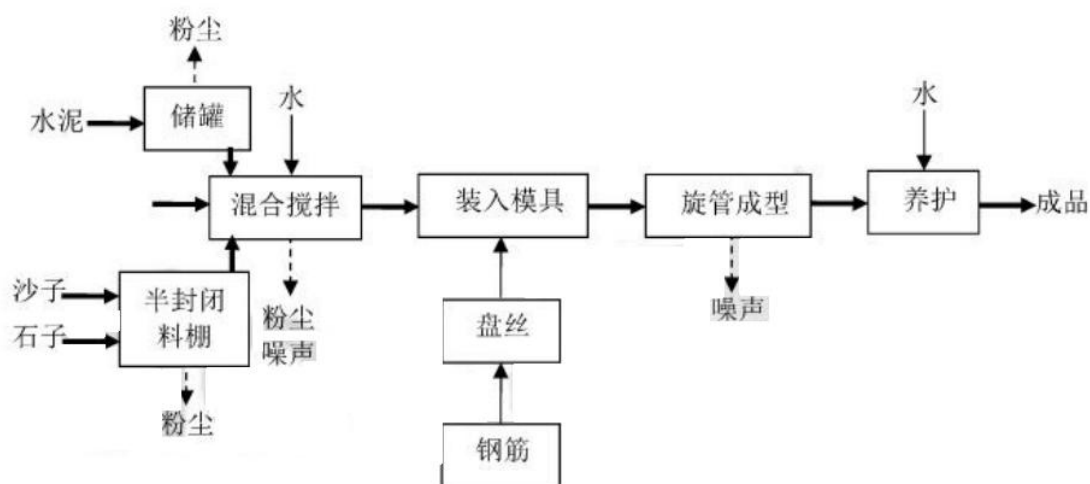 粉尘
水泥
储罐
水
水
混合搅拌
装入模具
旋管成型
养护
成品
沙子
石子
半封闭
料棚
粉尘
噪声
盘丝
噪声
粉尘
钢筋